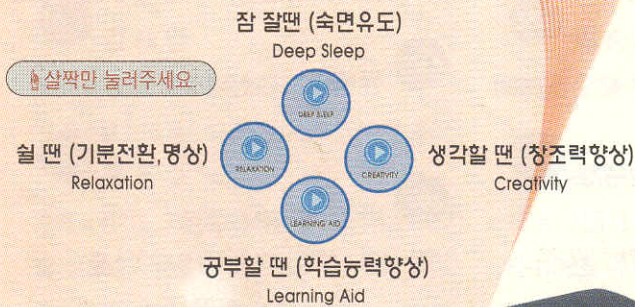 잠 잘땐 (숙면유도)
Deep Sleep
살짝만 눌러주세요.
DEEP SLEEP
쉴 땐 (기분전환,명상)
Relaxation
RELAXATION
CREATIVITY
생각할 땐 (창조력향상)
Creativity
LEARNING AID
공부할 땐 (학습능력향상)
Learning Aid